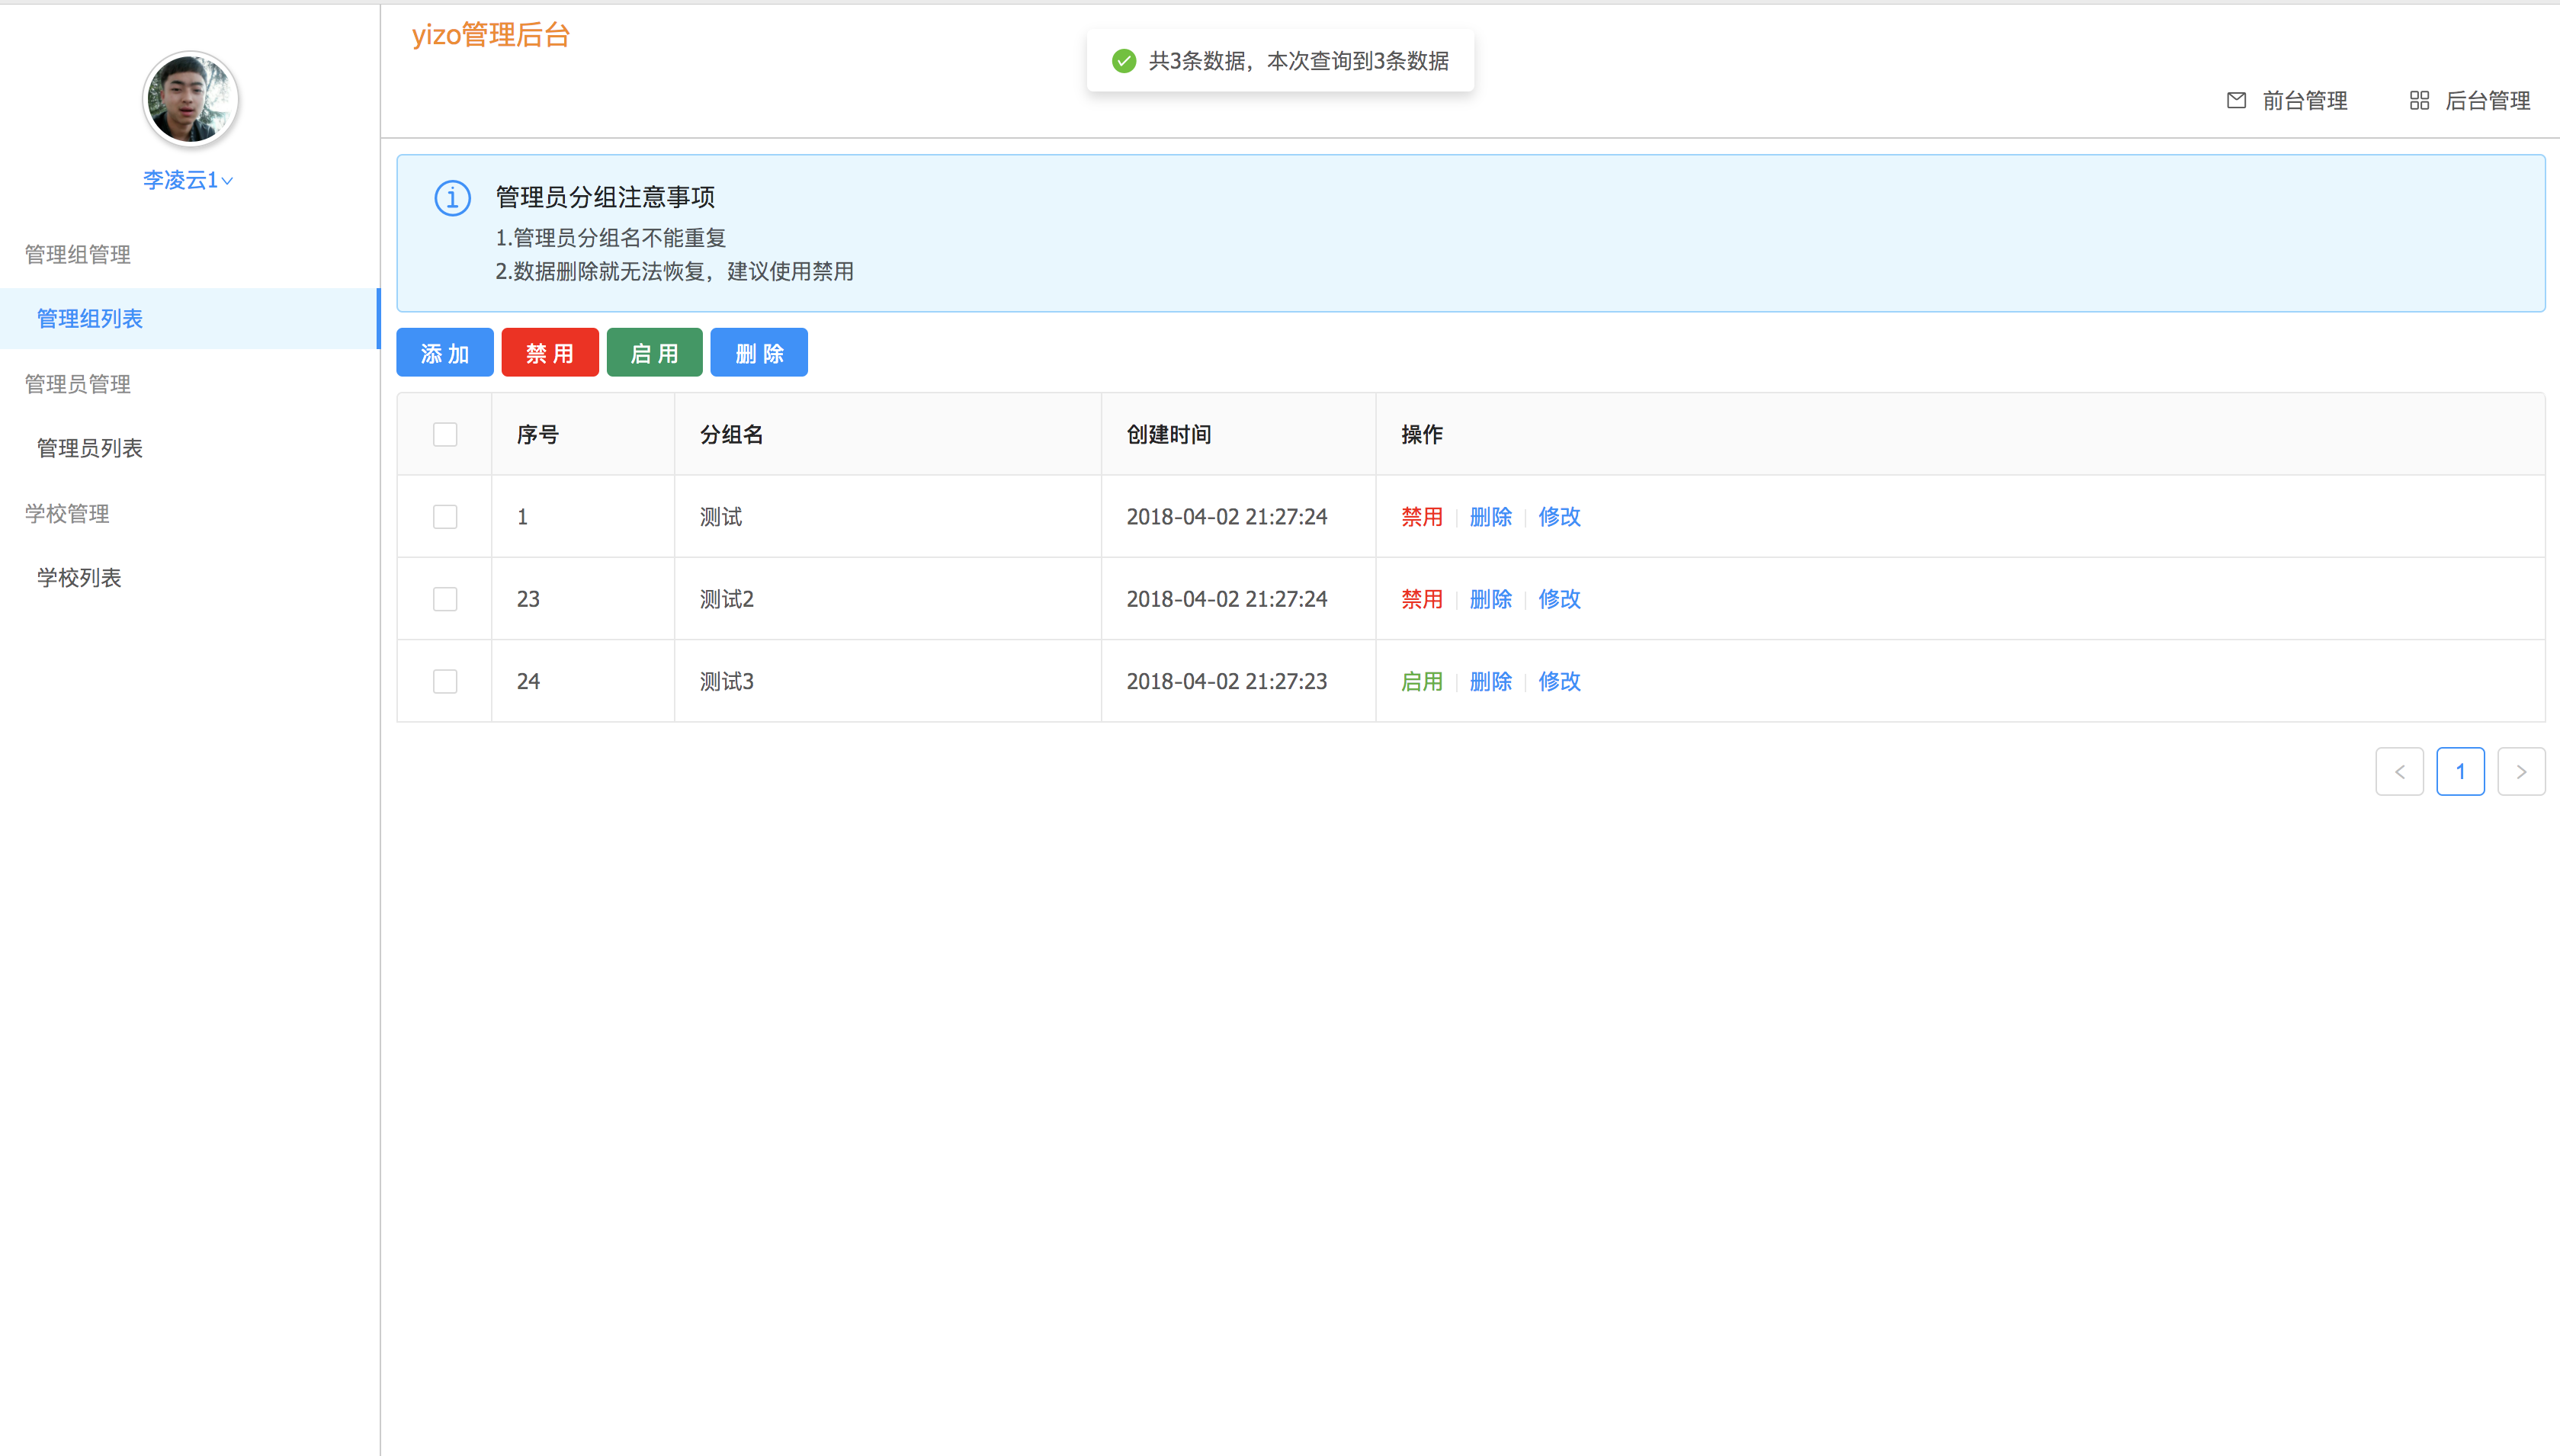 yizo管理后台
共3条数据，本次查询到3条数据
前台管理 后台管理
李凌云1
管理组管理
管理组列表
管理员管理
管理员列表
学校管理
学校列表
管理员分组注意事项
1.管理员分组名不能重复
2.数据删除就无法恢复，建议使用禁用
添加 禁用 启用 删除
序号 分组名 创建时间 操作
1 测试 2018-04-02 21:27:24 禁用 删除 修改
23 测试2 2018-04-02 21:27:24 禁用 删除 修改
24 测试3 2018-04-02 21:27:23 启用 删除 修改
1